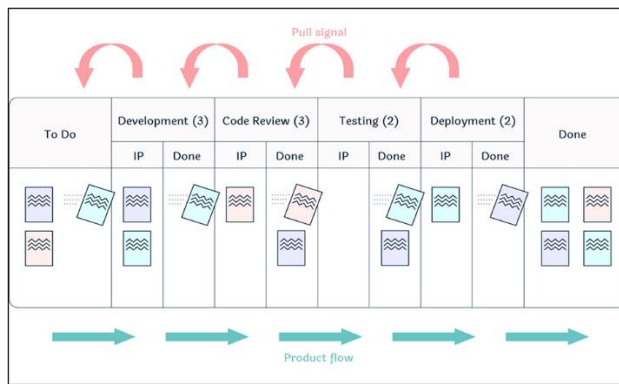 Pull signal
To Do
Development (3)
Code Review (3)
Testing (2)
Deployment (2)
Done
IP
Done
IP
Done
IP
Done
IP
Done
Product flow